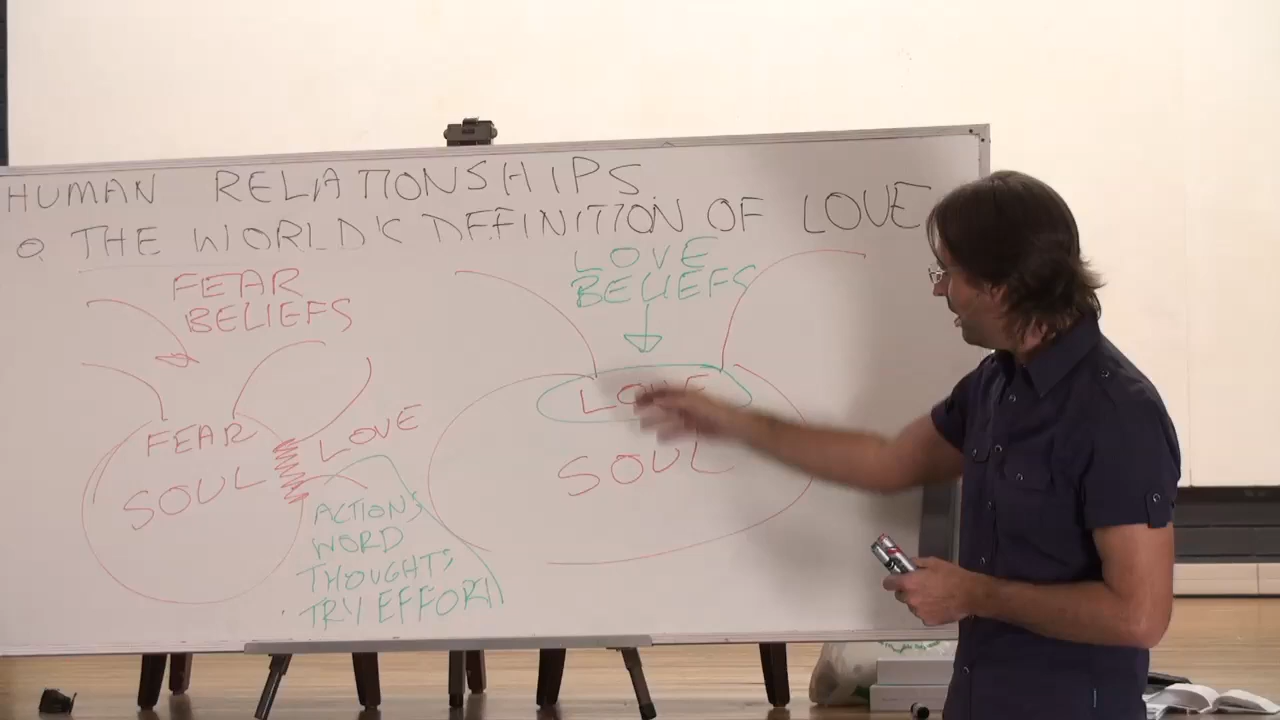 HUMAN RELATIONSHIPS
o THE WORLD'S DEFINITION OF LOVE
FEAR
BELIEFS
FEAR
SOUL
LOVE
ACTIONS
WORD
THOUGHTS
TRY EFFORT
LOVE
BELIEFS
LOVE
SOUL